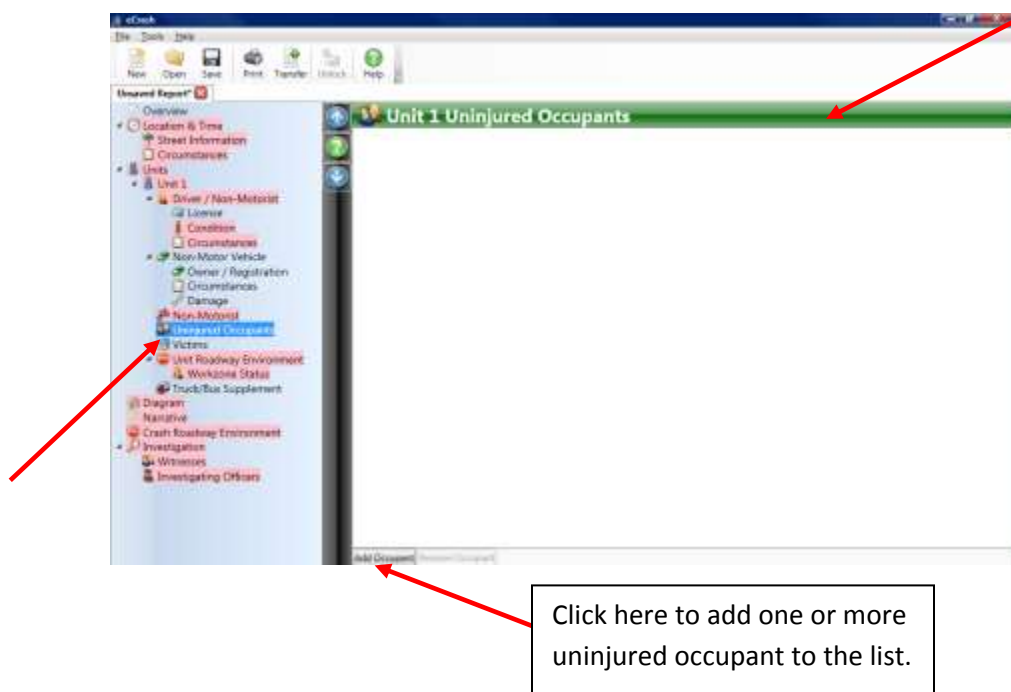 eCrash
File Tools Help
New Open Save Print Transfer Unlock Help
Unsaved Report*
Overview
Location & Time
Street Information
Circumstances
Units
Unit 1
Driver / Non-Motorist
License
Condition
Circumstances
Non-Motor Vehicle
Owner / Registration
Circumstances
Damage
Non-Motorist
Uninjured Occupants
Victims
Unit Roadway Environment
Workzone Status
Truck/Bus Supplement
Diagram
Narrative
Crash Roadway Environment
Investigation
Witnesses
Investigating Officers
Unit 1 Uninjured Occupants
Add Occupant Remove Occupant
Click here to add one or more
uninjured occupant to the list.